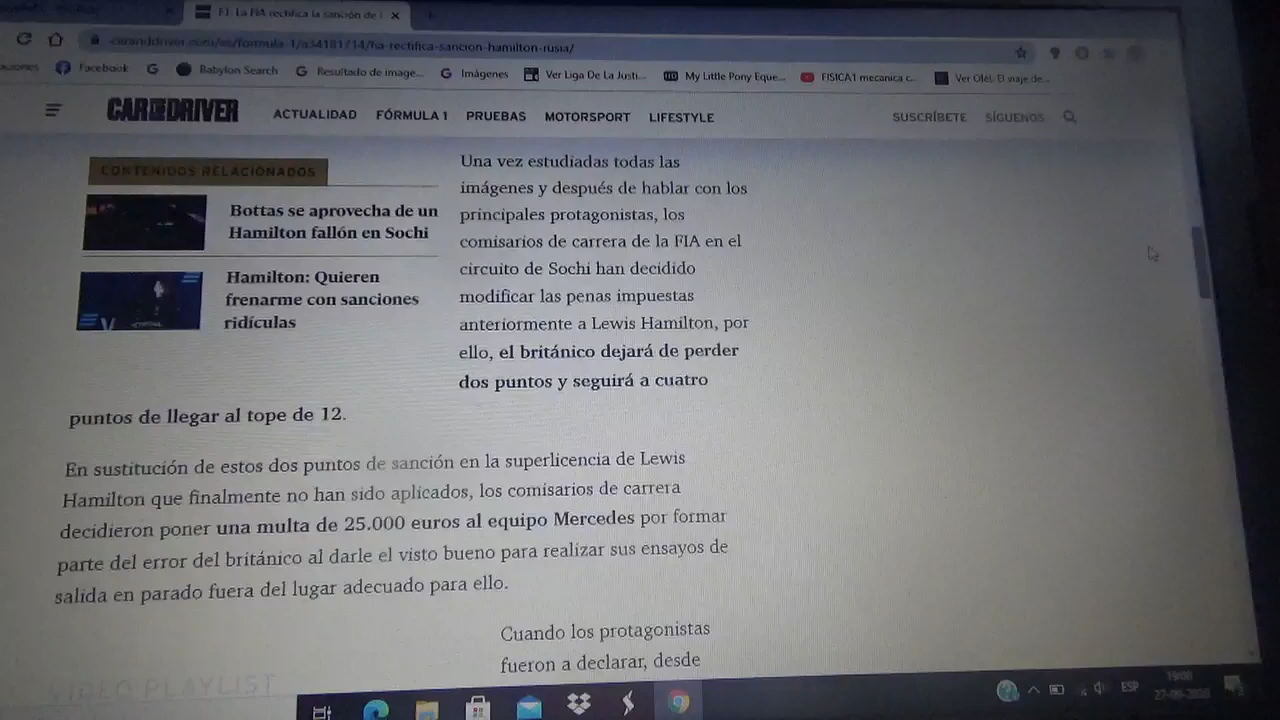 F1: La FIA rectifica la sanción de
caranddriver.com/es/formula-1/a34181714/fia-rectifica-sancion-hamilton-rusia/
Facebook
Babylon Search
Resultado de image...
Imágenes
Ver Liga De La Justi...
My Little Pony Eque...
FISICA1 mecanica c...
Ver Olé!. El viaje de...
CAR AND DRIVER
ACTUALIDAD FÓRMULA 1 PRUEBAS MOTORSPORT LIFESTYLE
SUSCRÍBETE SÍGUENOS
CONTENIDOS RELACIONADOS
Bottas se aprovecha de un
Hamilton fallón en Sochi
Hamilton: Quieren
frenarme con sanciones
ridículas
Una vez estudiadas todas las
imágenes y después de hablar con los
principales protagonistas, los
comisarios de carrera de la FIA en el
circuito de Sochi han decidido
modificar las penas impuestas
anteriormente a Lewis Hamilton, por
ello, el británico dejará de perder
dos puntos y seguirá a cuatro
puntos de llegar al tope de 12.
En sustitución de estos dos puntos de sanción en la superlicencia de Lewis
Hamilton que finalmente no han sido aplicados, los comisarios de carrera
decidieron poner una multa de 25.000 euros al equipo Mercedes por formar
parte del error del británico al darle el visto bueno para realizar sus ensayos de
salida en parado fuera del lugar adecuado para ello.
Cuando los protagonistas
fueron a declarar, desde
VIDEO PLAYLIST
ESP